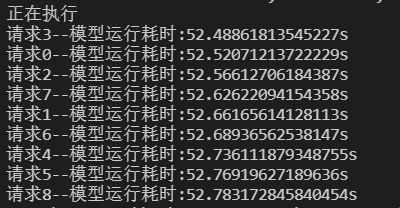 正在执行
请求3--模型运行耗时:52.48861813545227s
请求0--模型运行耗时:52.52071213722229s
请求2--模型运行耗时:52.56612706184387s
请求7--模型运行耗时:52.62622094154358s
请求1--模型运行耗时:52.66165614128113s
请求6--模型运行耗时:52.68936562538147s
请求4--模型运行耗时:52.736111879348755s
请求5--模型运行耗时:52.76919627189636s
请求8--模型运行耗时:52.783172845840454s